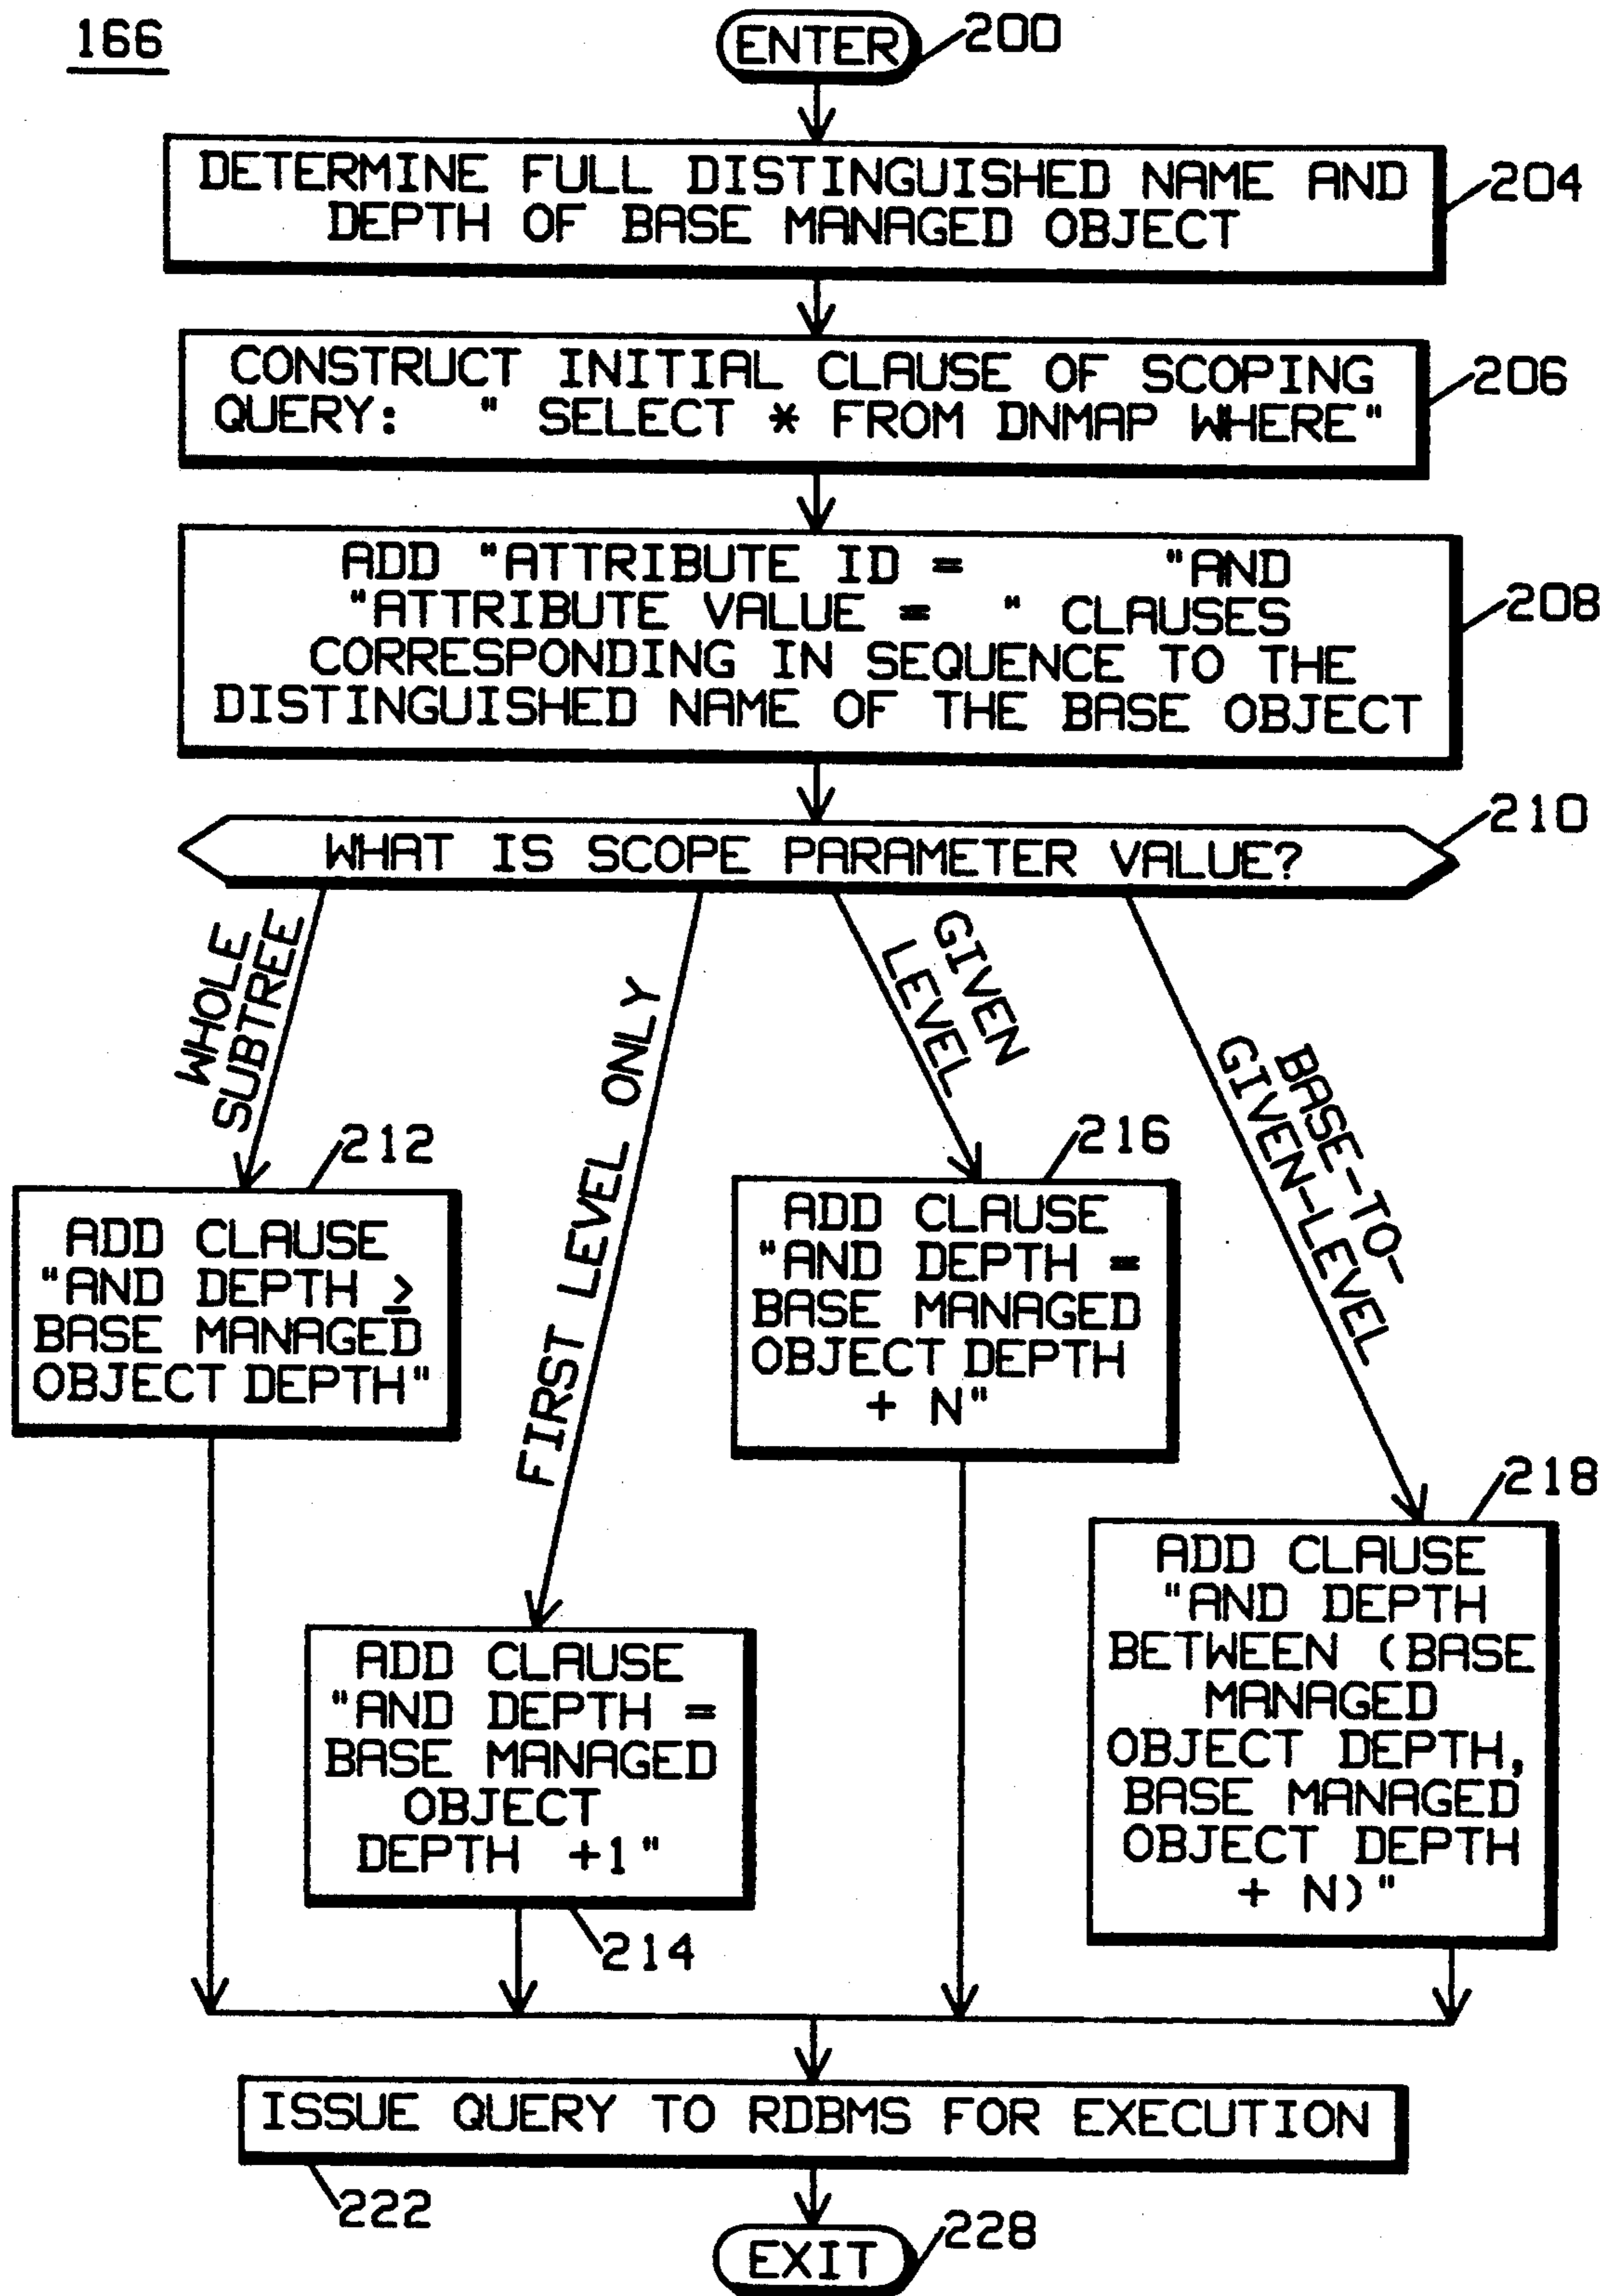 166
ENTER
200
DETERMINE FULL DISTINGUISHED NAME AND
DEPTH OF BASE MANAGED OBJECT
204
CONSTRUCT INITIAL CLAUSE OF SCOPING
QUERY: " SELECT * FROM DNMAP WHERE"
206
ADD "ATTRIBUTE ID = "AND
"ATTRIBUTE VALUE = " CLAUSES
CORRESPONDING IN SEQUENCE TO THE
DISTINGUISHED NAME OF THE BASE OBJECT
208
WHAT IS SCOPE PARAMETER VALUE?
210
WHOLE
SUBTREE
FIRST LEVEL ONLY
GIVEN
LEVEL
BASE-TO-
GIVEN-LEVEL
212
ADD CLAUSE
"AND DEPTH ≥
BASE MANAGED
OBJECT DEPTH"
216
ADD CLAUSE
"AND DEPTH =
BASE MANAGED
OBJECT DEPTH
+ N"
218
ADD CLAUSE
"AND DEPTH
BETWEEN (BASE
MANAGED
OBJECT DEPTH,
BASE MANAGED
OBJECT DEPTH
+ N)"
ADD CLAUSE
"AND DEPTH =
BASE MANAGED
OBJECT
DEPTH +1"
214
ISSUE QUERY TO RDBMS FOR EXECUTION
222
EXIT
228